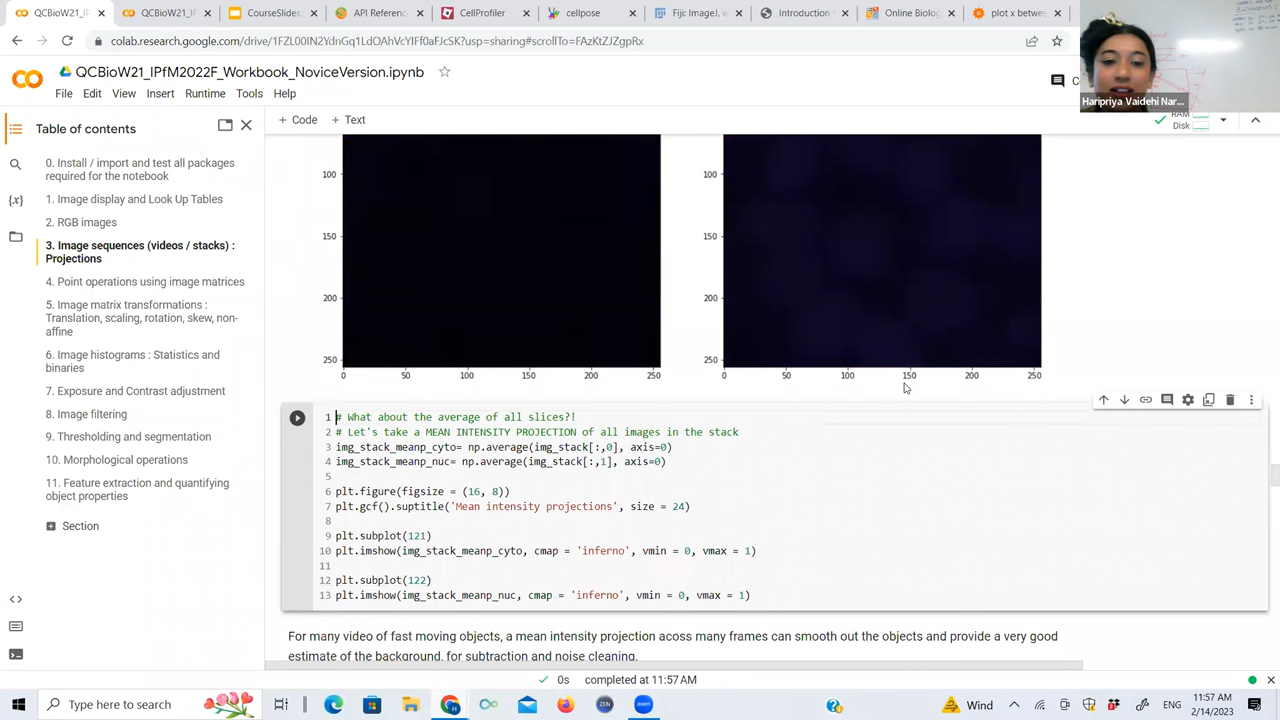 QCBioW21_I
QCBioW21_I
CourseSlides
API Referenc
CellProfiler
cellpose
Fiji: ImageJ, w
Introduction
Online Biolog
plot x betwee
colab.research.google.com/drive/
usp=sharing#scrollTo=FAzKtZJZgpRx
QCBioW21_IPfM2022F_Workbook_NoviceVersion.ipynb
File Edit View Insert Runtime Tools Help
Haripriya Vaidehi Nar...
Table of contents
+ Code + Text
RAM
Disk
0. Install / import and test all packages
required for the notebook
1. Image display and Look Up Tables
2. RGB images
3. Image sequences (videos / stacks) :
Projections
4. Point operations using image matrices
5. Image matrix transformations :
Translation, scaling, rotation, skew, non-
affine
6. Image histograms : Statistics and
binaries
7. Exposure and Contrast adjustment
8. Image filtering
9. Thresholding and segmentation
10. Morphological operations
11. Feature extraction and quantifying
object properties
Section
100
150
200
250
0 50 100 150 200 250
100
150
200
250
0 50 100 150 200 250
1 # What about the average of all slices?!
2 # Let's take a MEAN INTENSITY PROJECTION of all images in the stack
3 img_stack_meanp_cyto= np.average(img_stack[:,0], axis=0)
4 img_stack_meanp_nuc= np.average(img_stack[:,1], axis=0)
5
6 plt.figure(figsize = (16, 8))
7 plt.gcf().suptitle('Mean intensity projections', size = 24)
8
9 plt.subplot(121)
10 plt.imshow(img_stack_meanp_cyto, cmap = 'inferno', vmin = 0, vmax = 1)
11
12 plt.subplot(122)
13 plt.imshow(img_stack_meanp_nuc, cmap = 'inferno', vmin = 0, vmax = 1)
For many video of fast moving objects, a mean intensity projection acoss many frames can smooth out the objects and provide a very good
estimate of the background, for subtraction and noise cleaning.
0s completed at 11:57 AM
Type here to search
ZEN
zoom
Wind
ENG
11:57 AM
2/14/2023